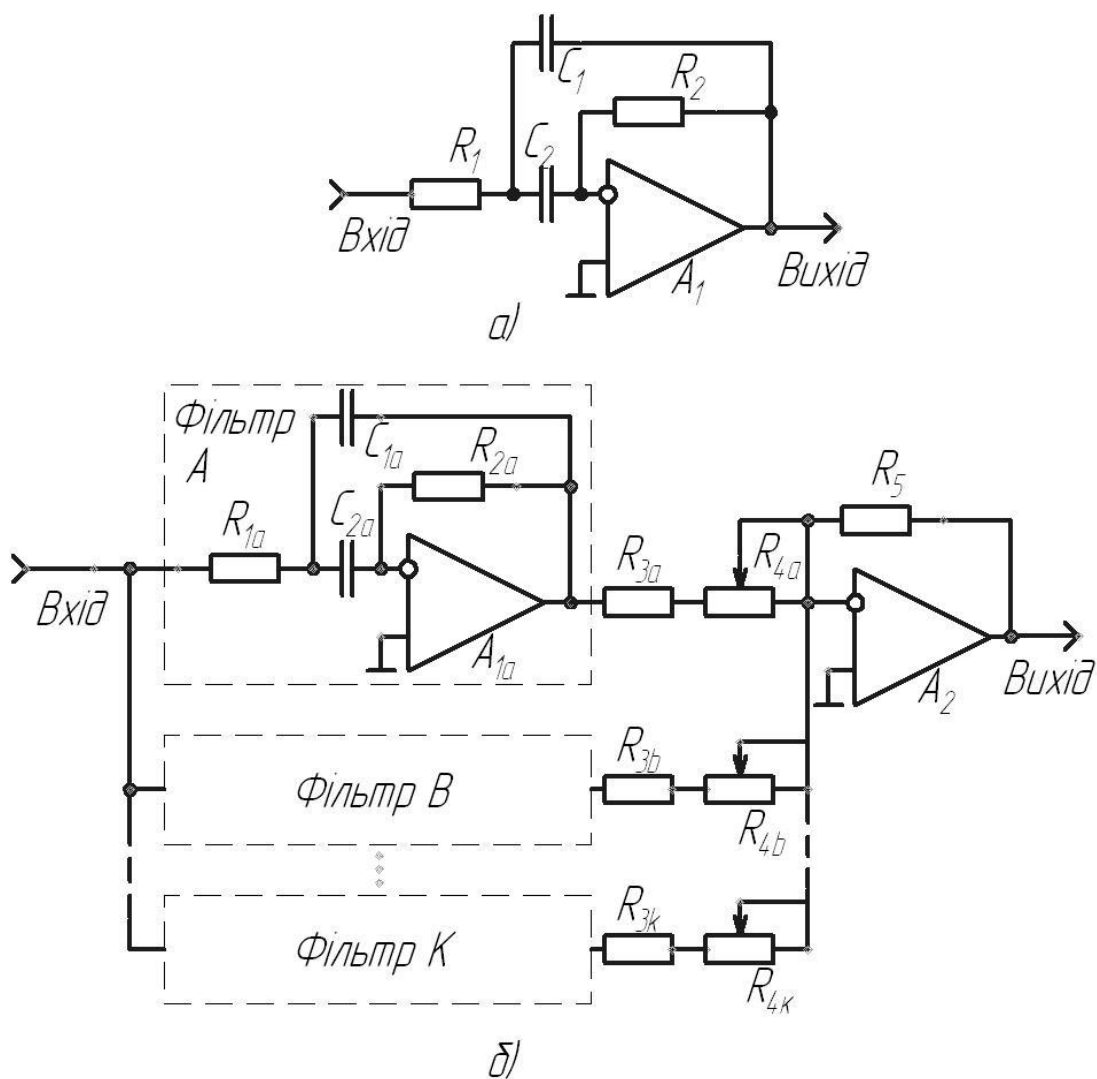 C1
R2
R1
C2
Вхід
A1
Вихід
а)
Фільтр
A
C1a
R2a
R1a
C2a
A1a
Вхід
R3a
R4a
R5
A2
Вихід
Фільтр B
R3b
R4b
Фільтр K
R3k
R4к
б)